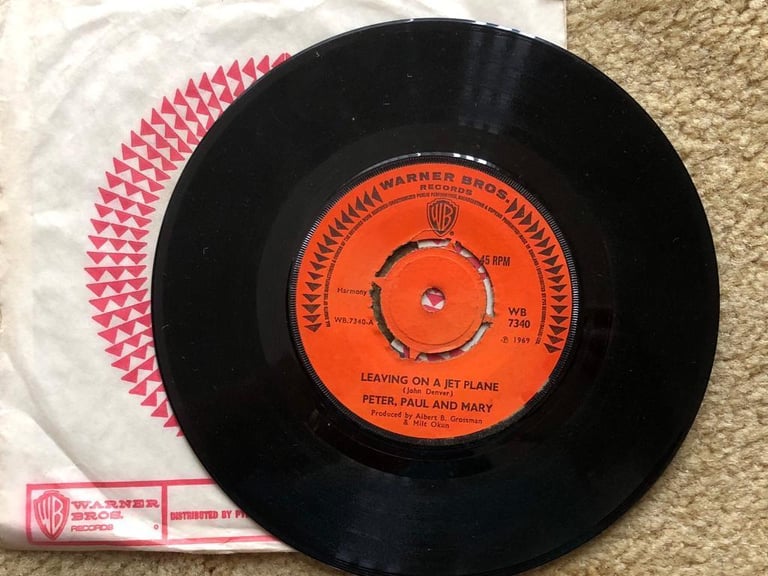 WARNER BROS.
RECORDS
WB
45 RPM
Harmony
WB.7340-A
WB
7340
℗ 1969
LEAVING ON A JET PLANE
(John Denver)
PETER, PAUL AND MARY
Produced by Albert B. Grossman
& Milt Okun
WB
WARNER
BROS.
RECORDS
DISTRIBUTED BY